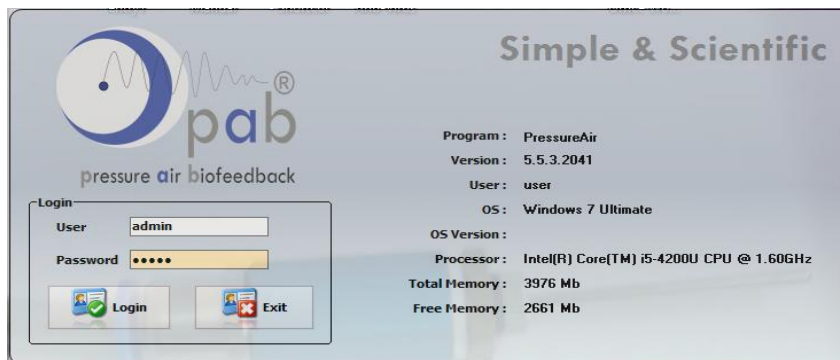 Simple & Scientific
®
pab
pressure air biofeedback
Program : PressureAir
Version : 5.5.3.2041
User : user
OS : Windows 7 Ultimate
OS Version :
Processor : Intel(R) Core(TM) i5-4200U CPU @ 1.60GHz
Total Memory : 3976 Mb
Free Memory : 2661 Mb
Login
User admin
Password •••••
Login Exit